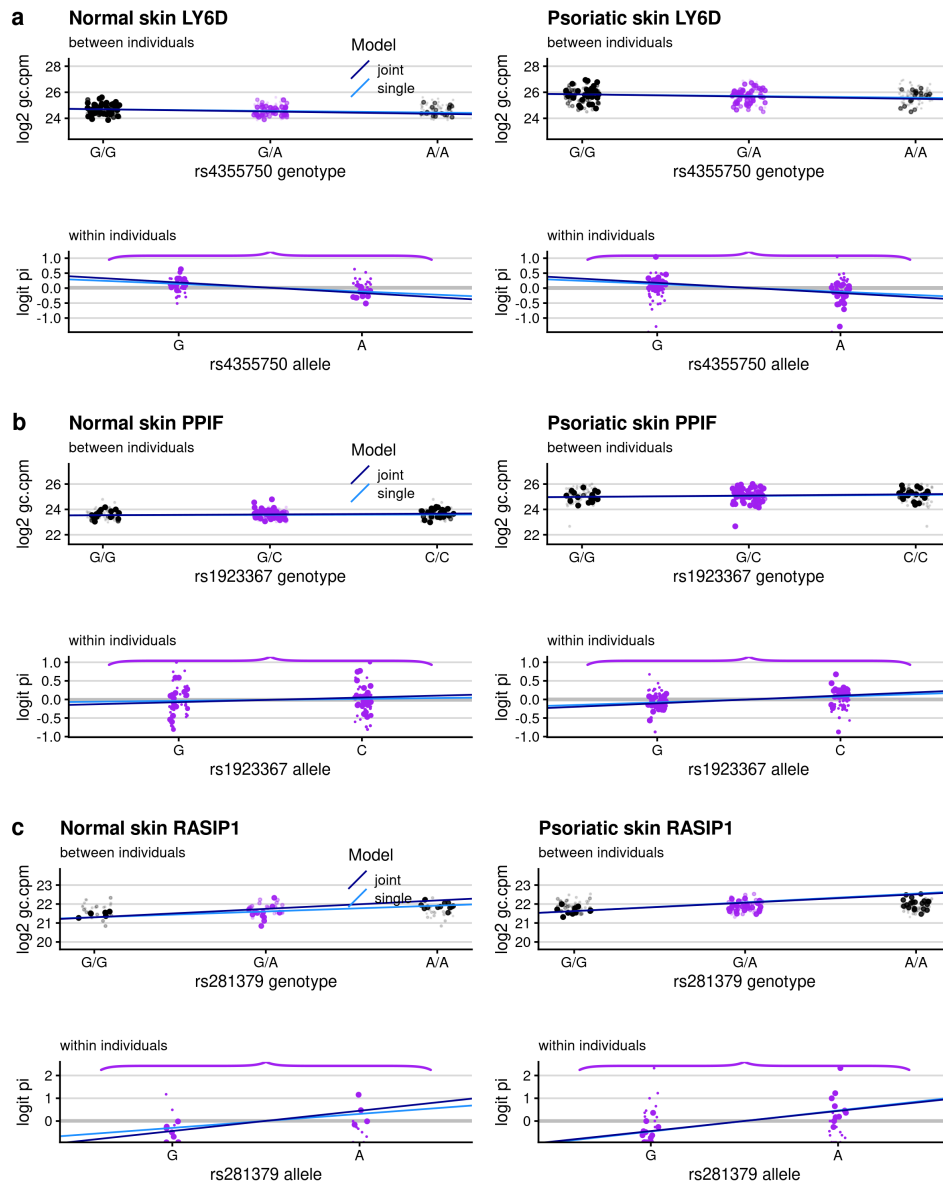 a
Normal skin LY6D
between individuals
Model
joint
single
log2 gc.cpm
28
26
24
G/G
G/A
A/A
rs4355750 genotype
within individuals
logit pi
1.0
0.5
0.0
-0.5
-1.0
G
A
rs4355750 allele
Psoriatic skin LY6D
between individuals
log2 gc.cpm
28
26
24
G/G
G/A
A/A
rs4355750 genotype
within individuals
logit pi
1.0
0.5
0.0
-0.5
-1.0
G
A
rs4355750 allele
b
Normal skin PPIF
between individuals
Model
joint
single
log2 gc.cpm
26
24
22
G/G
G/C
C/C
rs1923367 genotype
within individuals
logit pi
1.0
0.5
0.0
-0.5
-1.0
G
C
rs1923367 allele
Psoriatic skin PPIF
between individuals
log2 gc.cpm
26
24
22
G/G
G/C
C/C
rs1923367 genotype
within individuals
logit pi
1.0
0.5
0.0
-0.5
-1.0
G
C
rs1923367 allele
c
Normal skin RASIP1
between individuals
Model
joint
single
log2 gc.cpm
23
22
21
20
G/G
G/A
A/A
rs281379 genotype
within individuals
logit pi
2
1
0
G
A
rs281379 allele
Psoriatic skin RASIP1
between individuals
log2 gc.cpm
23
22
21
20
G/G
G/A
A/A
rs281379 genotype
within individuals
logit pi
2
1
0
G
A
rs281379 allele